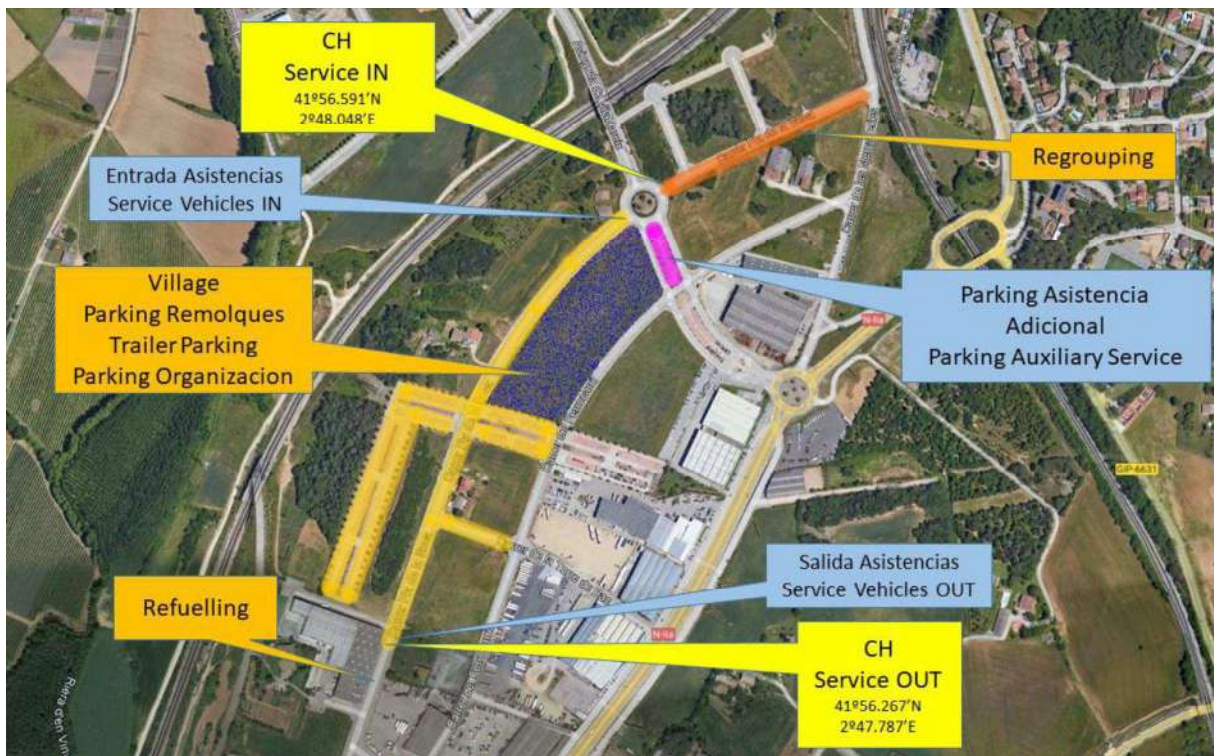 CH
Service IN
41º56.591'N
2º48.048'E
Entrada Asistencias
Service Vehicles IN
Regrouping
Village
Parking Remolques
Trailer Parking
Parking Organizacion
Parking Asistencia
Adicional
Parking Auxiliary Service
N-IIa
GIP-6631
Salida Asistencias
Service Vehicles OUT
Refuelling
N-IIa
CH
Service OUT
41º56.267'N
2º47.787'E